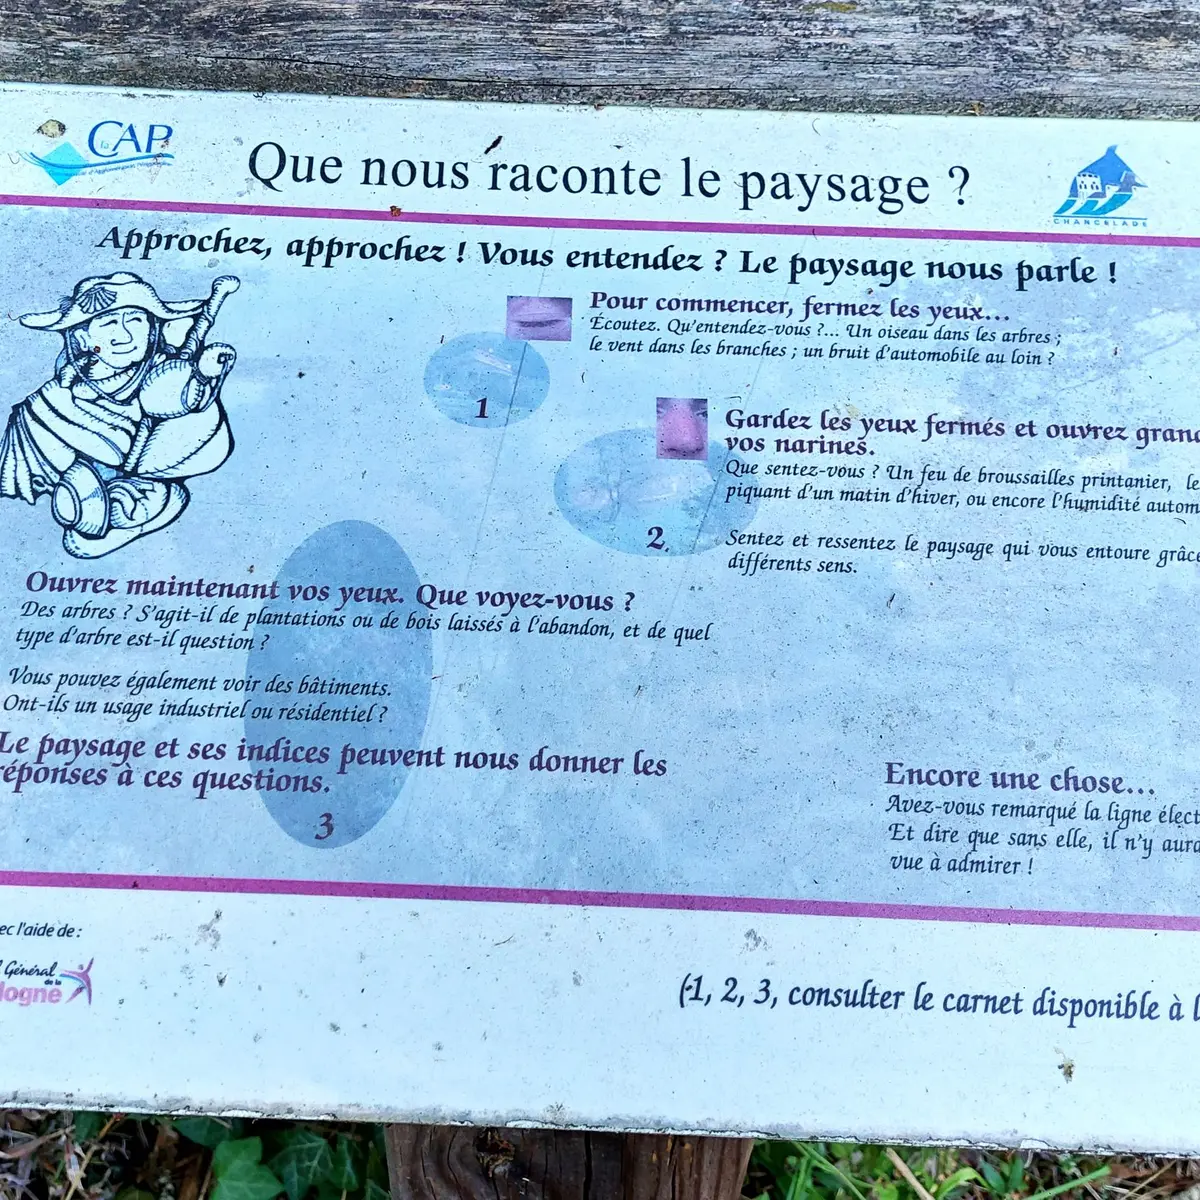 la CAP
Que nous raconte le paysage ?
CHANCELADE
Approchez, approchez ! Vous entendez ? Le paysage nous parle !
Pour commencer, fermez les yeux...
Écoutez. Qu'entendez-vous ?... Un oiseau dans les arbres ;
le vent dans les branches ; un bruit d'automobile au loin ?
1
Gardez les yeux fermés et ouvrez grand
vos narines.
Que sentez-vous ? Un feu de broussailles printanier, le
piquant d'un matin d'hiver, ou encore l'humidité autom
2.
Sentez et ressentez le paysage qui vous entoure grâce
différents sens.
Ouvrez maintenant vos yeux. Que voyez-vous ?
Des arbres ? S'agit-il de plantations ou de bois laissés à l'abandon, et de quel
type d'arbre est-il question ?
Vous pouvez également voir des bâtiments.
Ont-ils un usage industriel ou résidentiel ?
Le paysage et ses indices peuvent nous donner les
réponses à ces questions.
3
Encore une chose...
Avez-vous remarqué la ligne élect
Et dire que sans elle, il n'y aura
vue à admirer !
ec l'aide de :
Général
de la
logne
(1, 2, 3, consulter le carnet disponible à l